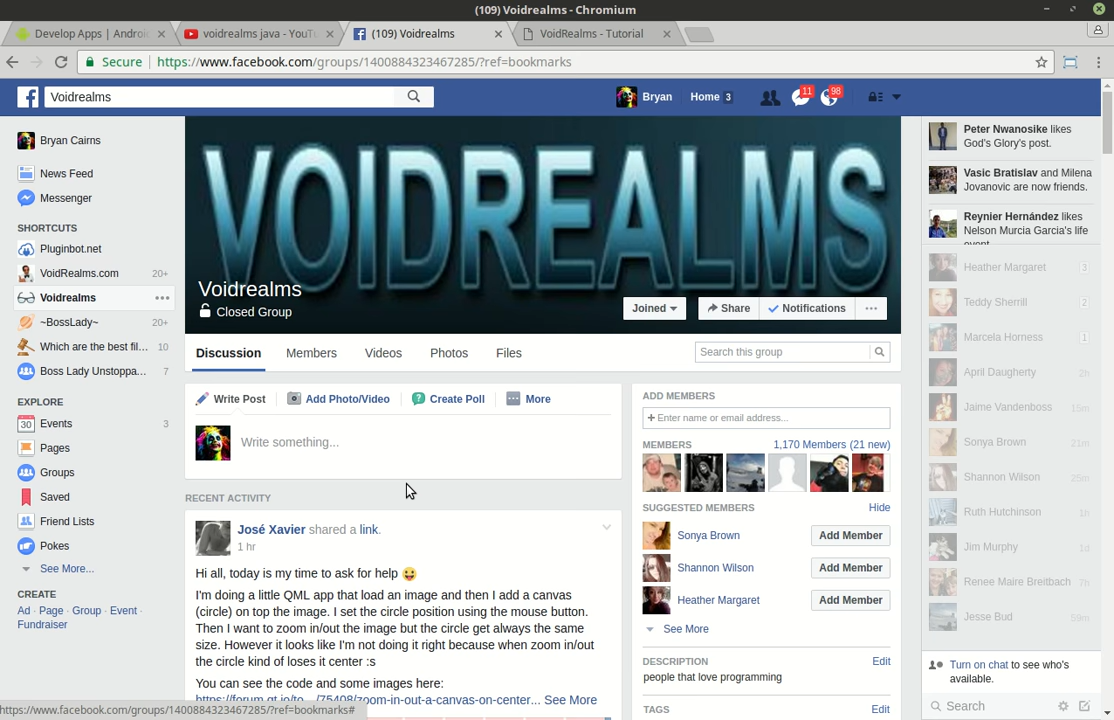 (109) Voidrealms - Chromium
Develop Apps | Androi
voidrealms java - YouTu
(109) Voidrealms
VoidRealms - Tutorial
Secure
https://www.facebook.com/groups/1400884323467285/?ref=bookmarks
Voidrealms
Bryan
Home 3
11
98
Bryan Cairns
News Feed
Messenger
SHORTCUTS
Pluginbot.net
VoidRealms.com 20+
Voidrealms
~BossLady~ 20+
Which are the best fil... 10
Boss Lady Unstoppa... 7
EXPLORE
30 Events 3
Pages
Groups
Saved
Friend Lists
Pokes
See More...
CREATE
Ad · Page · Group · Event ·
Fundraiser
VOIDREALMS
Voidrealms
Closed Group
Joined
Share
Notifications
Discussion
Members
Videos
Photos
Files
Search this group
Write Post
Add Photo/Video
Create Poll
More
Write something...
RECENT ACTIVITY
José Xavier shared a link.
1 hr
Hi all, today is my time to ask for help
I'm doing a little QML app that load an image and then I add a canvas
(circle) on top the image. I set the circle position using the mouse button.
Then I want to zoom in/out the image but the circle get always the same
size. However it looks like I'm not doing it right because when zoom in/out
the circle kind of loses it center :s
You can see the code and some images here:
https://forum.qt.io/to.../75408/zoom-in-out-a-canvas-on-center... See More
ADD MEMBERS
+ Enter name or email address...
MEMBERS
1,170 Members (21 new)
SUGGESTED MEMBERS
Hide
Sonya Brown
Add Member
Shannon Wilson
Add Member
Heather Margaret
Add Member
See More
DESCRIPTION
Edit
people that love programming
TAGS
Edit
Peter Nwanosike likes
God's Glory's post.
Vasic Bratislav and Milena
Jovanovic are now friends.
Reynier Hernández likes
Nelson Murcia Garcia's life
event.
Heather Margaret 3
Teddy Sherrill 2
Marcela Horness 1
April Daugherty 2h
Jaime Vandenboss 15m
Sonya Brown 21m
Shannon Wilson 25m
Ruth Hutchinson 1h
Jim Murphy 1d
Renee Maire Breitbach 7h
Jesse Bud 59m
Turn on chat to see who's
available.
Search
https://www.facebook.com/groups/1400884323467285/?ref=bookmarks#